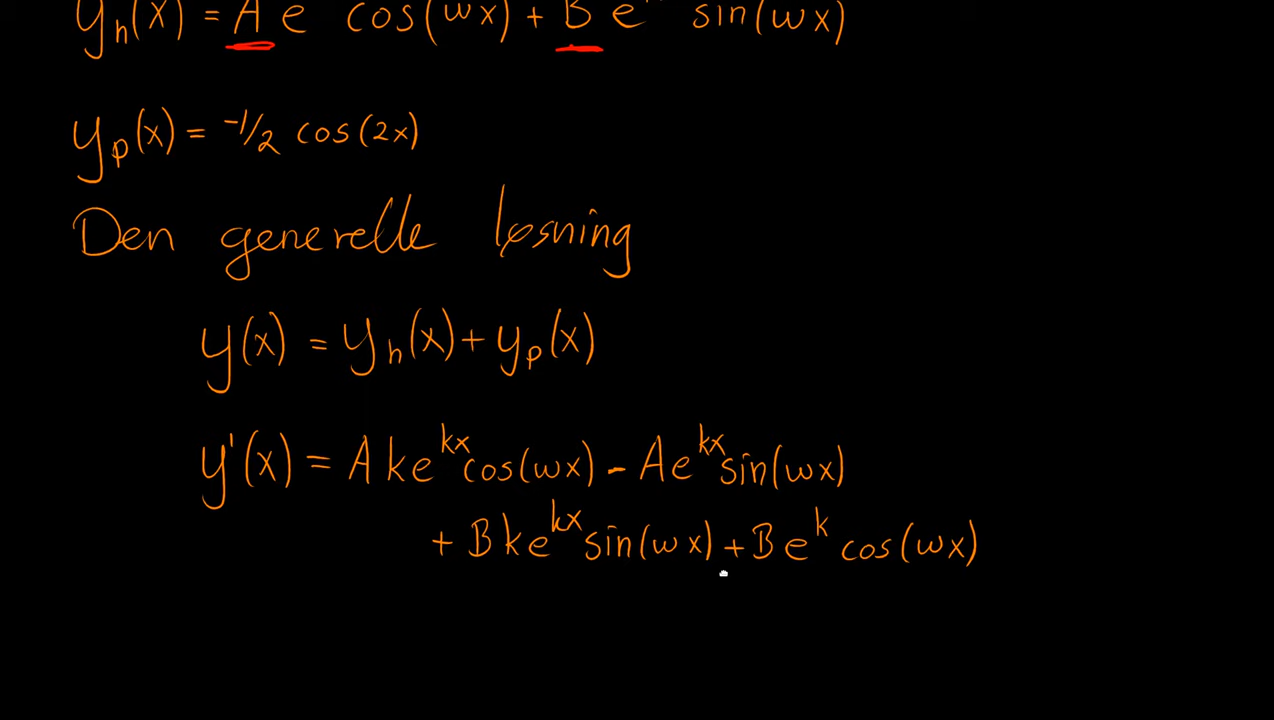 yₕ(x) = A e cos(wx) + B e sin(wx)
yₚ(x) = -1/2 cos(2x)
Den generelle løsning
y(x) = yₕ(x) + yₚ(x)
y'(x) = A k e^{kx} cos(wx) - A e^{kx} sin(wx)
+ B k e^{kx} sin(wx) + B e^{k} cos(wx)